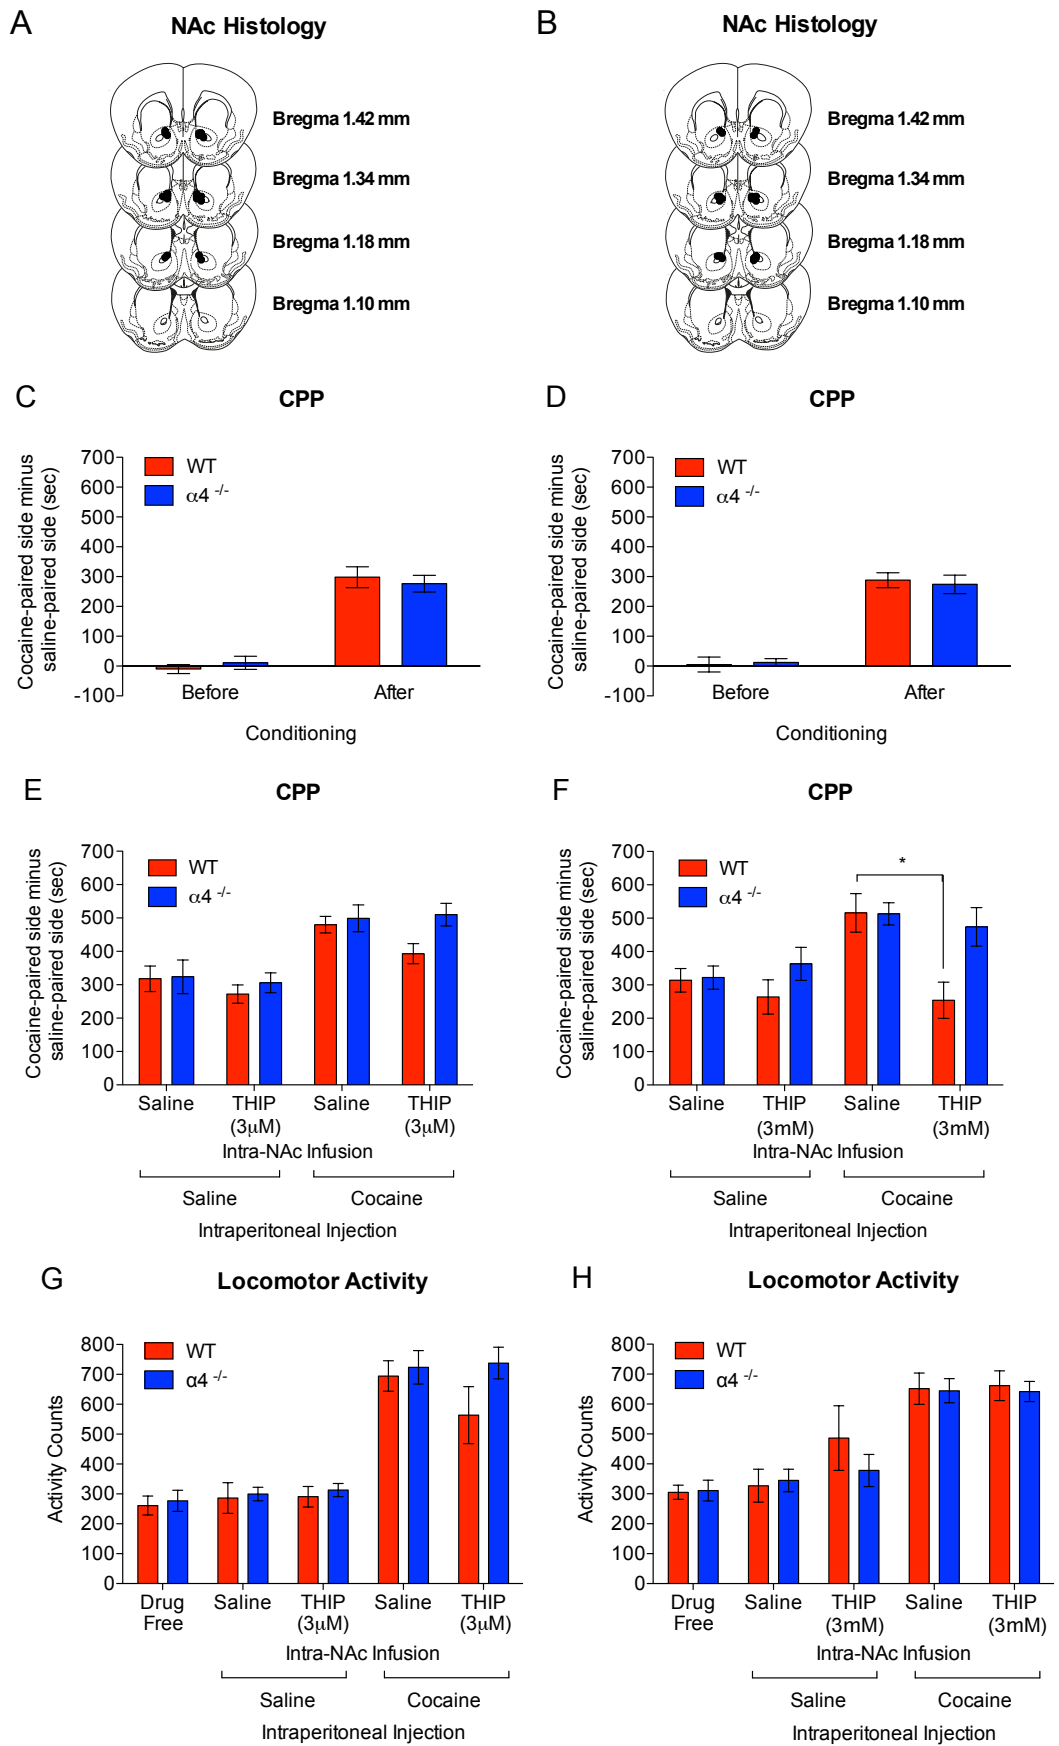 A
NAc Histology
Bregma 1.42 mm
Bregma 1.34 mm
Bregma 1.18 mm
Bregma 1.10 mm
B
NAc Histology
Bregma 1.42 mm
Bregma 1.34 mm
Bregma 1.18 mm
Bregma 1.10 mm
C
CPP
Cocaine-paired side minus
saline-paired side (sec)
700
600
500
400
300
200
100
0
-100
WT
α4 -/-
Before
After
Conditioning
D
CPP
Cocaine-paired side minus
saline-paired side (sec)
700
600
500
400
300
200
100
0
-100
WT
α4 -/-
Before
After
Conditioning
E
CPP
Cocaine-paired side minus
saline-paired side (sec)
700
600
500
400
300
200
100
0
WT
α4 -/-
Saline
THIP
(3μM)
Saline
THIP
(3μM)
Intra-NAc Infusion
Saline
Cocaine
Intraperitoneal Injection
F
CPP
Cocaine-paired side minus
saline-paired side (sec)
700
600
500
400
300
200
100
0
WT
α4 -/-
*
Saline
THIP
(3mM)
Saline
THIP
(3mM)
Intra-NAc Infusion
Saline
Cocaine
Intraperitoneal Injection
G
Locomotor Activity
Activity Counts
800
700
600
500
400
300
200
100
0
WT
α4 -/-
Drug
Free
Saline
THIP
(3μM)
Saline
THIP
(3μM)
Intra-NAc Infusion
Saline
Cocaine
Intraperitoneal Injection
H
Locomotor Activity
Activity Counts
800
700
600
500
400
300
200
100
0
WT
α4 -/-
Drug
Free
Saline
THIP
(3mM)
Saline
THIP
(3mM)
Intra-NAc Infusion
Saline
Cocaine
Intraperitoneal Injection